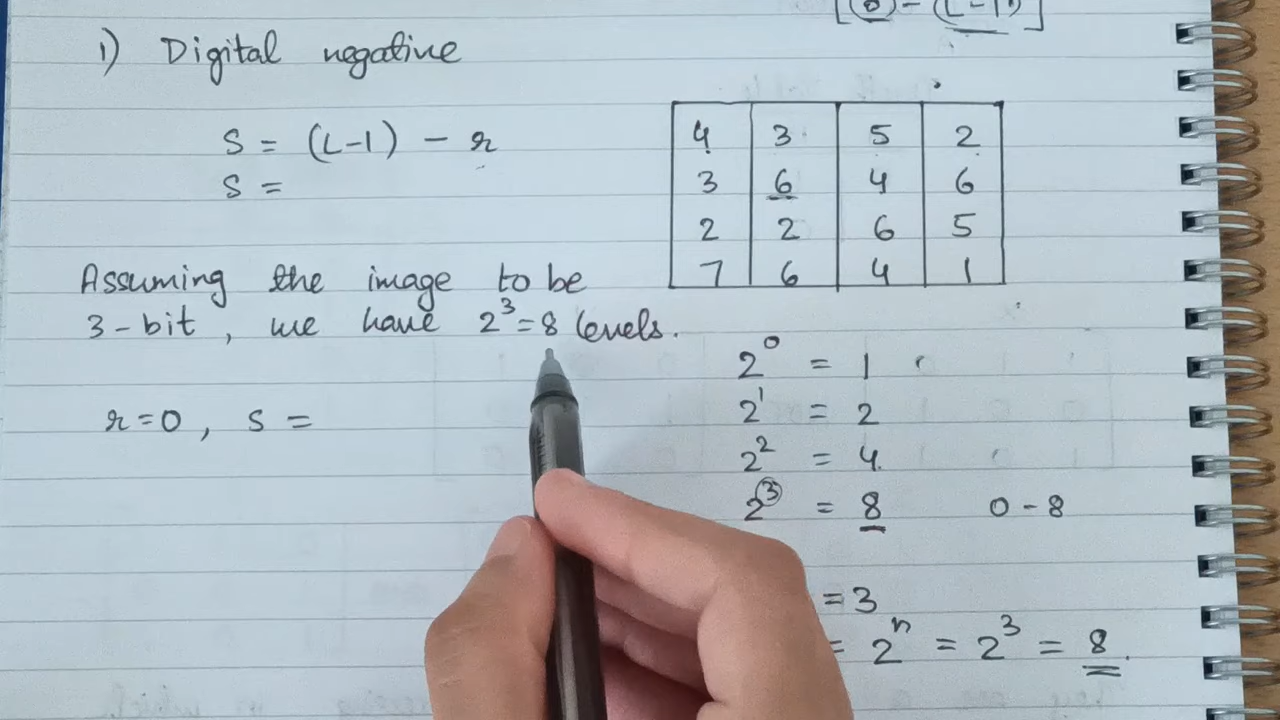 [(0) - (L-1)]
1) Digital negative
S = (L-1) - r
S =
4 3 5 2
3 6 4 6
2 2 6 5
7 6 4 1
Assuming the image to be
3-bit, we have 2³=8 levels.
2⁰ = 1
2¹ = 2
2² = 4
2³ = 8 0 - 8
r=0, S =
=3
= 2ⁿ = 2³ = 8